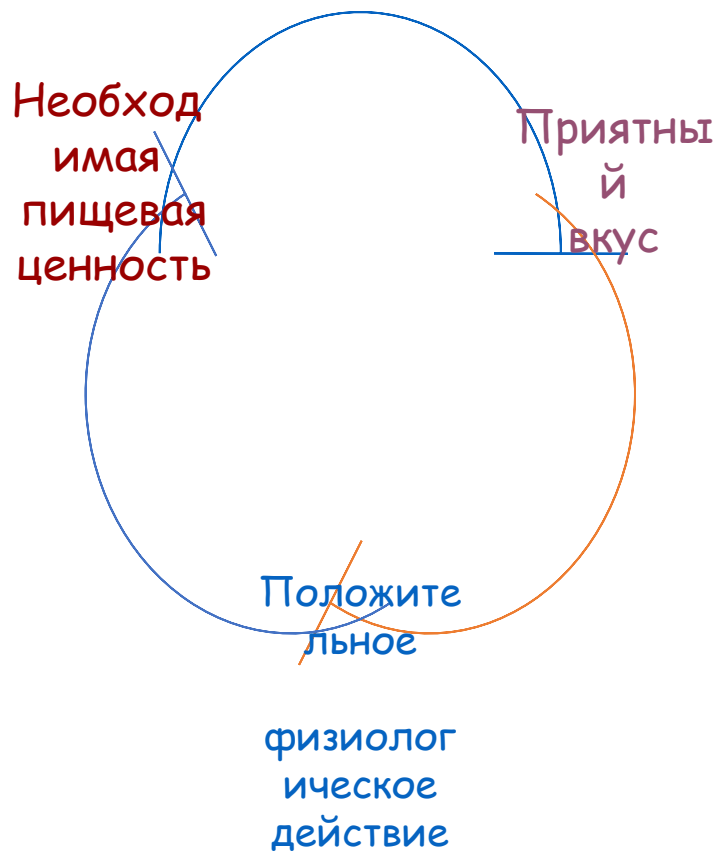 Необход
имая
пищевая
ценность
Приятны
й
вкус
Положите
льное
физиолог
ическое
действие